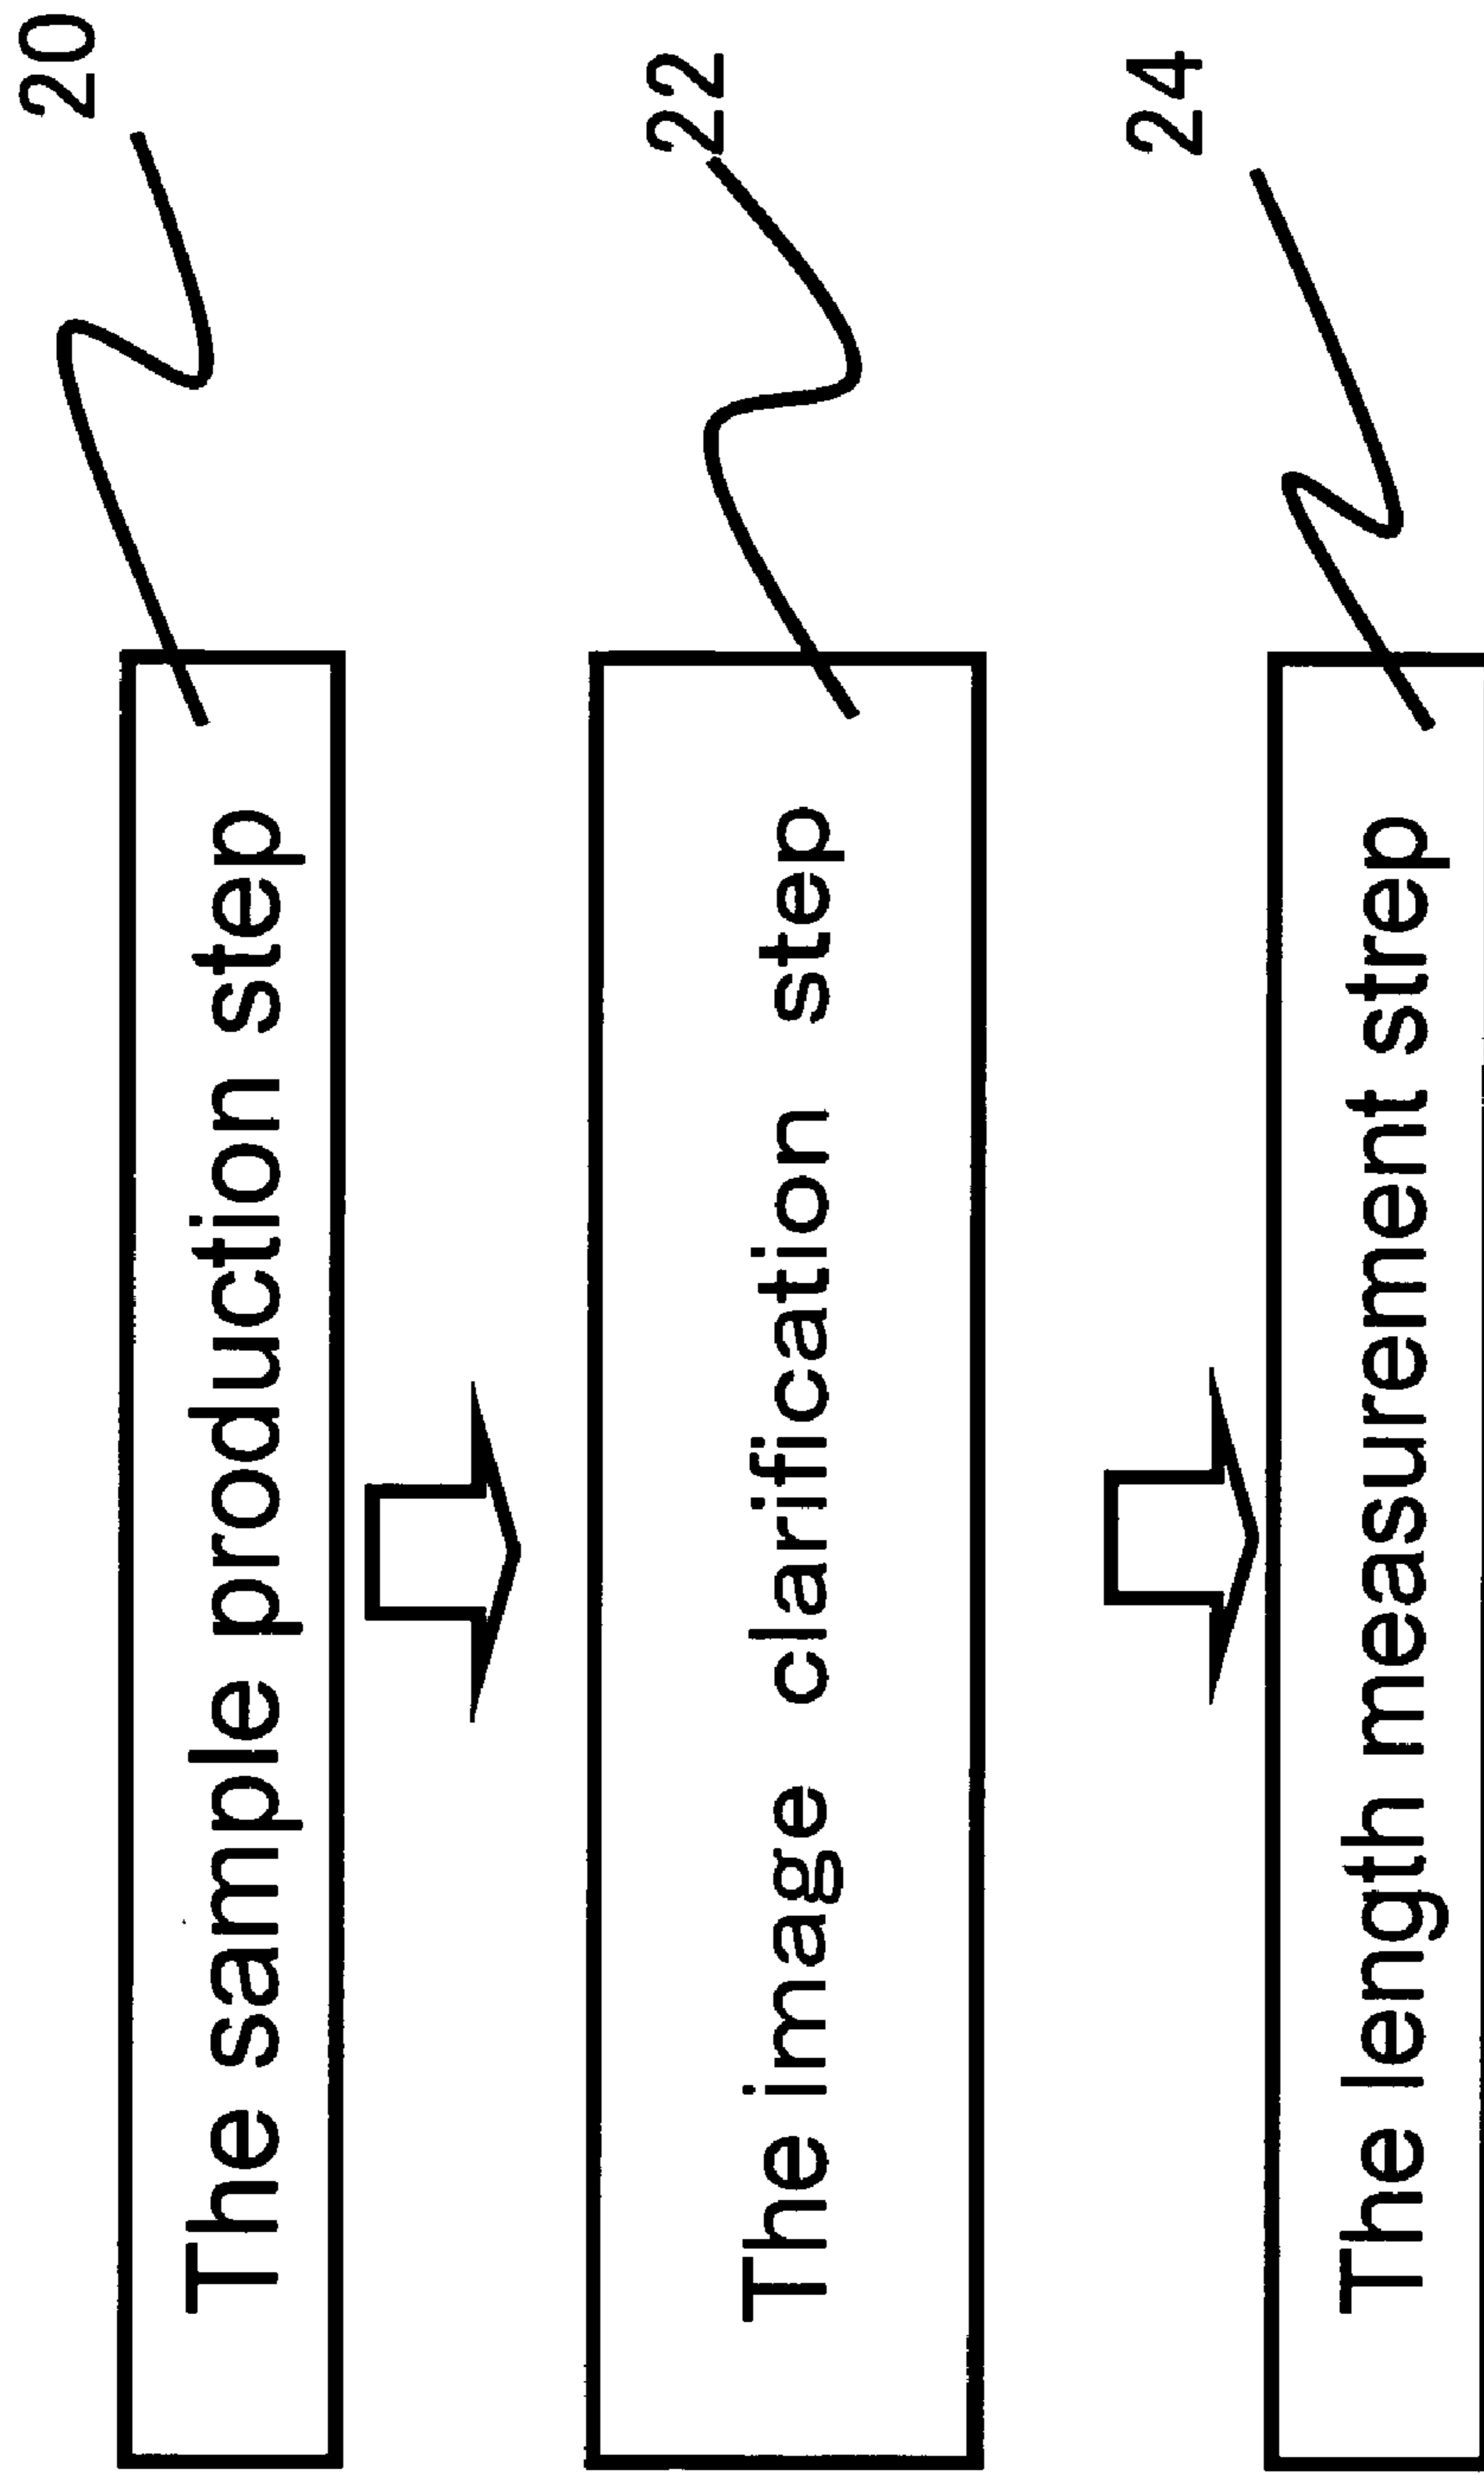 The sample production step
20
The image clarification step
22
The length measurement strep
24